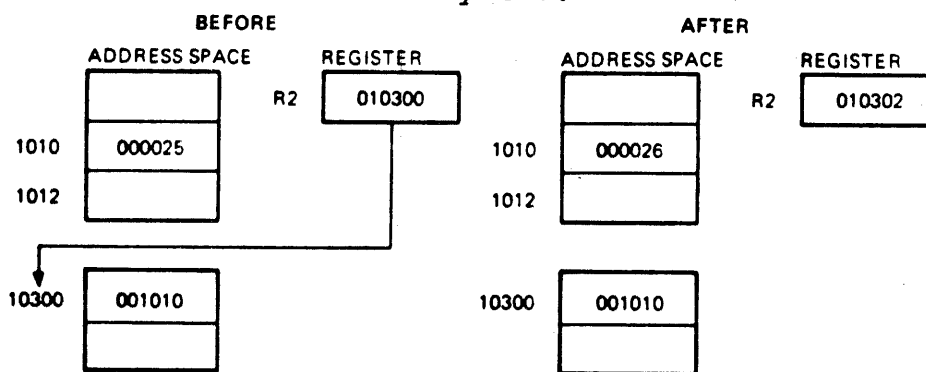 BEFORE AFTER
ADDRESS SPACE REGISTER ADDRESS SPACE REGISTER
R2 010300 R2 010302
1010 000025 1010 000026
1012 1012
10300 001010 10300 001010